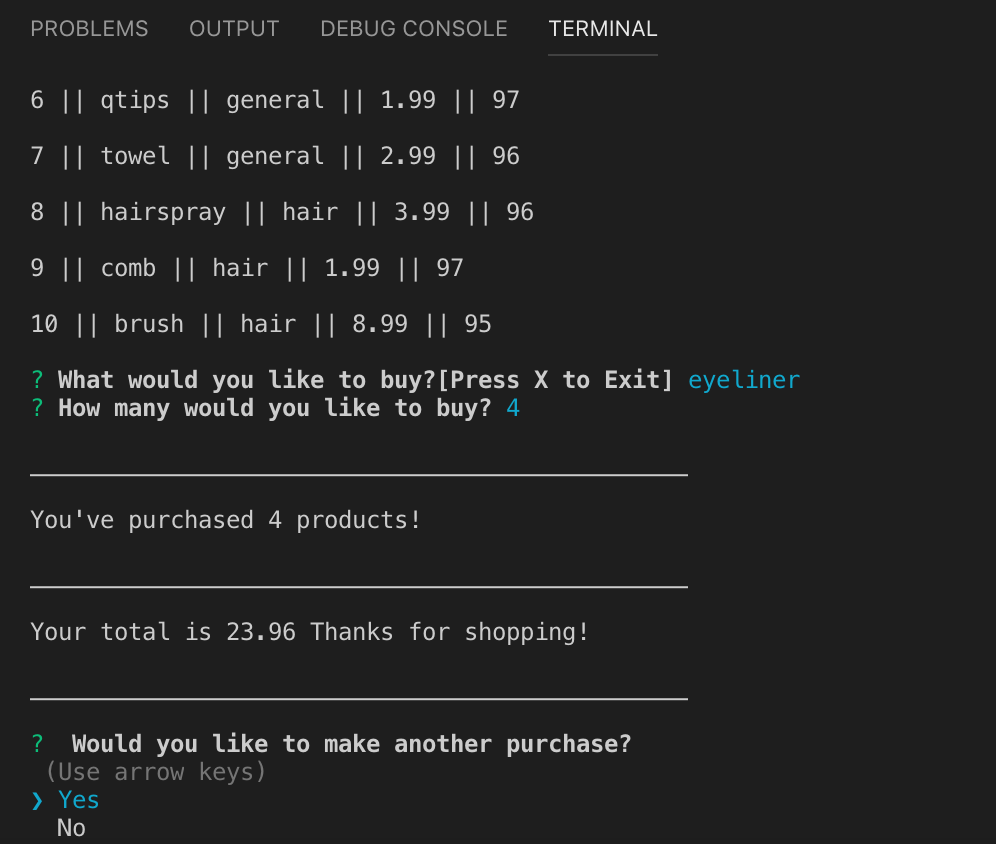 PROBLEMS OUTPUT DEBUG CONSOLE TERMINAL
6 || qtips || general || 1.99 || 97
7 || towel || general || 2.99 || 96
8 || hairspray || hair || 3.99 || 96
9 || comb || hair || 1.99 || 97
10 || brush || hair || 8.99 || 95
? What would you like to buy?[Press X to Exit] eyeliner
? How many would you like to buy? 4
You've purchased 4 products!
Your total is 23.96 Thanks for shopping!
?  Would you like to make another purchase?
(Use arrow keys)
❯ Yes
No